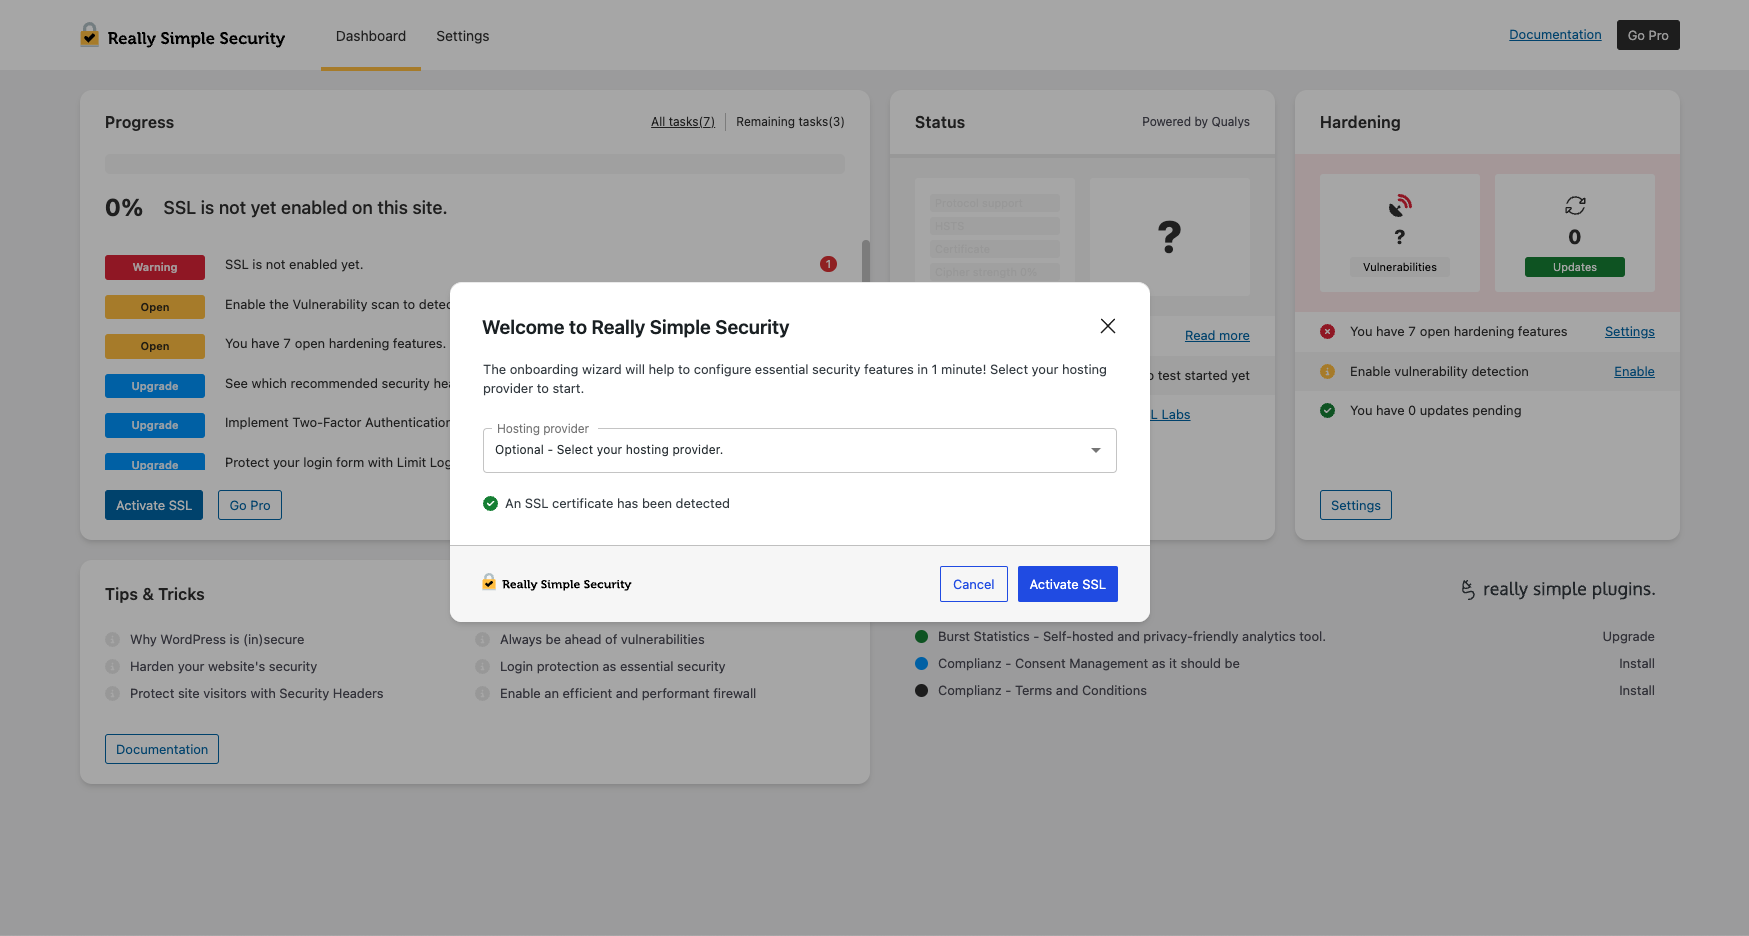 Really Simple Security
Dashboard
Settings
Documentation
Go Pro
Progress
All tasks(7)
Remaining tasks(3)
0%
SSL is not yet enabled on this site.
Warning
SSL is not enabled yet.
1
Open
Enable the Vulnerability scan to detec
Open
You have 7 open hardening features.
Upgrade
See which recommended security hea
Upgrade
Implement Two-Factor Authentication
Upgrade
Protect your login form with Limit Log
Activate SSL
Go Pro
Status
Powered by Qualys
Protocol support
HSTS
Certificate
Cipher strength 0%
?
Read more
test started yet
L Labs
Hardening
?
Vulnerabilities
0
Updates
You have 7 open hardening features
Settings
Enable vulnerability detection
Enable
You have 0 updates pending
Settings
Welcome to Really Simple Security
The onboarding wizard will help to configure essential security features in 1 minute! Select your hosting
provider to start.
Hosting provider
Optional - Select your hosting provider.
An SSL certificate has been detected
Really Simple Security
Cancel
Activate SSL
Tips & Tricks
Why WordPress is (in)secure
Always be ahead of vulnerabilities
Harden your website's security
Login protection as essential security
Protect site visitors with Security Headers
Enable an efficient and performant firewall
Documentation
really simple plugins.
Burst Statistics - Self-hosted and privacy-friendly analytics tool.
Upgrade
Complianz - Consent Management as it should be
Install
Complianz - Terms and Conditions
Install